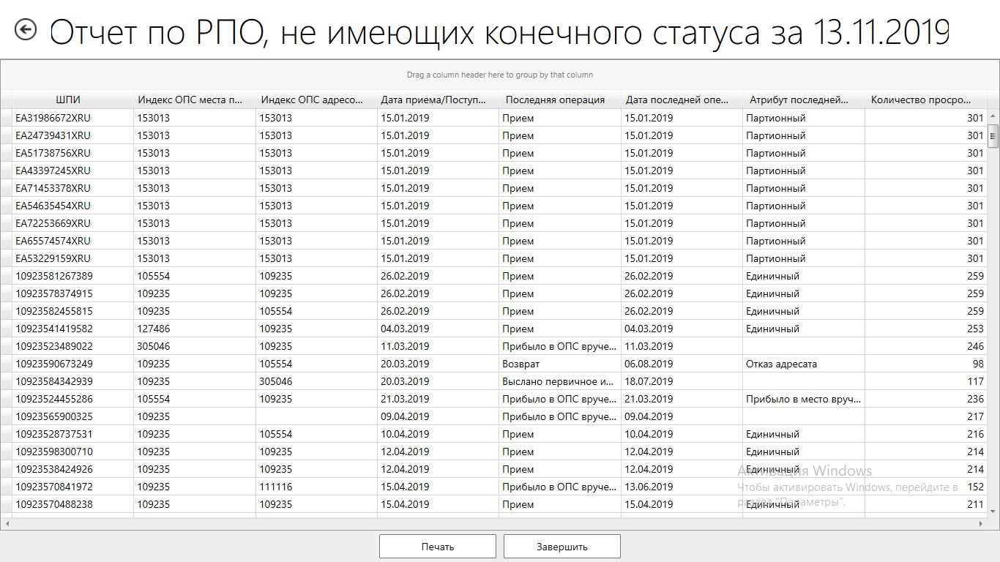 Отчет по РПО, не имеющих конечного статуса за 13.11.2019
Drag a column header here to group by that column
ШПИ Индекс ОПС места п... Индекс ОПС адресо... Дата приема/Поступ... Последняя операция Дата последней опе... Атрибут последней... Количество просро...
EA31986672XRU 153013 153013 15.01.2019 Прием 15.01.2019 Партионный 301
EA24739431XRU 153013 153013 15.01.2019 Прием 15.01.2019 Партионный 301
EA51738756XRU 153013 153013 15.01.2019 Прием 15.01.2019 Партионный 301
EA43397245XRU 153013 153013 15.01.2019 Прием 15.01.2019 Партионный 301
EA71453378XRU 153013 153013 15.01.2019 Прием 15.01.2019 Партионный 301
EA54635454XRU 153013 153013 15.01.2019 Прием 15.01.2019 Партионный 301
EA72253669XRU 153013 153013 15.01.2019 Прием 15.01.2019 Партионный 301
EA65574574XRU 153013 153013 15.01.2019 Прием 15.01.2019 Партионный 301
EA53229159XRU 153013 153013 15.01.2019 Прием 15.01.2019 Партионный 301
10923581267389 105554 109235 26.02.2019 Прием 26.02.2019 Единичный 259
10923578374915 109235 109235 26.02.2019 Прием 26.02.2019 Единичный 259
10923582455815 109235 105554 26.02.2019 Прием 26.02.2019 Единичный 259
10923541419582 127486 109235 04.03.2019 Прием 04.03.2019 Единичный 253
10923523489022 305046 109235 11.03.2019 Прибыло в ОПС вруче... 11.03.2019 246
10923590673249 109235 105554 20.03.2019 Возврат 06.08.2019 Отказ адресата 98
10923584342939 109235 305046 20.03.2019 Выслано первичное и... 18.07.2019 117
10923524455286 105554 109235 21.03.2019 Прибыло в ОПС вруче... 21.03.2019 Прибыло в место вруч... 236
10923565900325 109235 09.04.2019 Прибыло в ОПС вруче... 09.04.2019 217
10923528737531 109235 105554 10.04.2019 Прием 10.04.2019 Единичный 216
10923598300710 109235 109235 12.04.2019 Прием 12.04.2019 Единичный 214
10923538424926 109235 109235 12.04.2019 Прием 12.04.2019 Единичный 214
Активация Windows
10923570841972 109235 111116 15.04.2019 Прибыло в ОПС вруче... 13.06.2019 152
Чтобы активировать Windows, перейдите в
раздел "Параметры".
10923570488238 109235 109235 15.04.2019 Прием 15.04.2019 Единичный 211
Печать Завершить